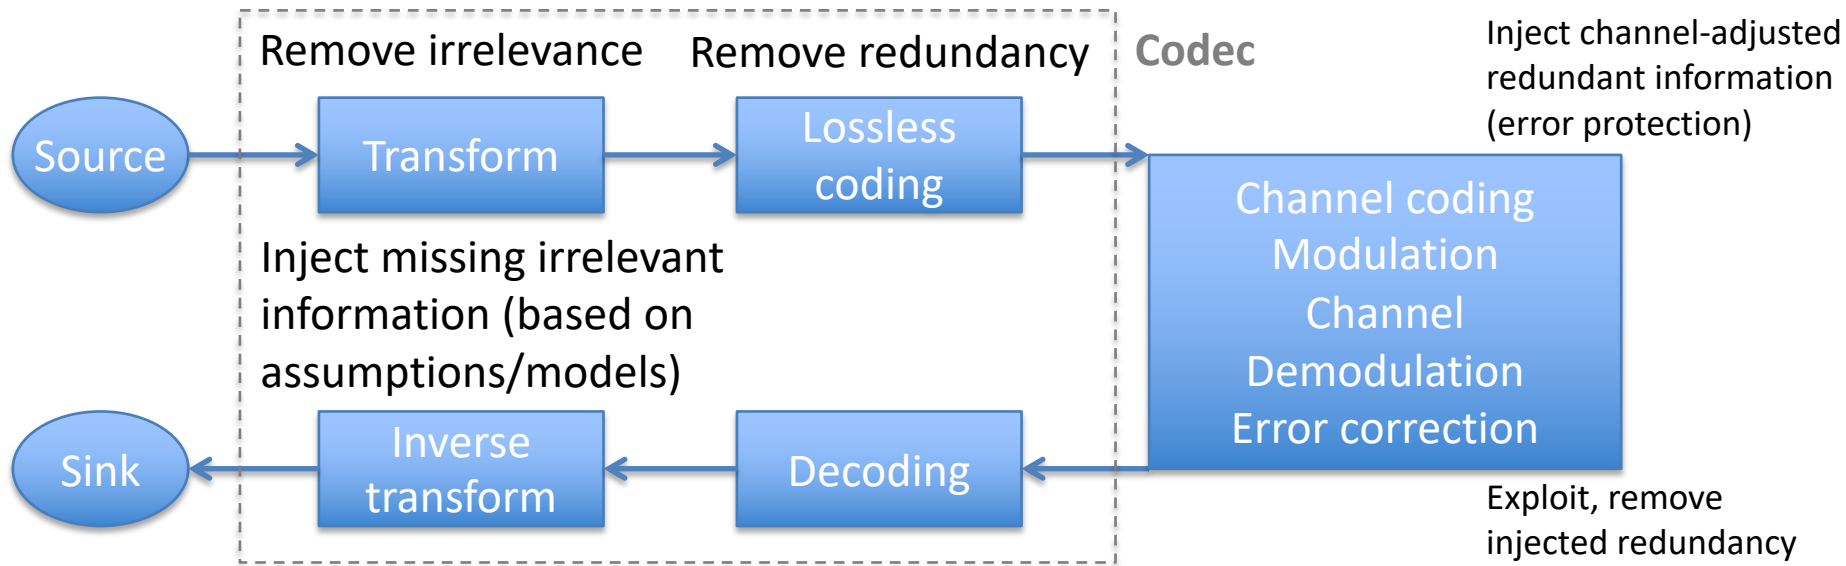 Remove irrelevance
Remove redundancy
Codec
Inject channel-adjusted
redundant information
(error protection)
Source
Transform
Lossless
coding
Channel coding
Modulation
Channel
Demodulation
Error correction
Inject missing irrelevant
information (based on
assumptions/models)
Sink
Inverse
transform
Decoding
Exploit, remove
injected redundancy